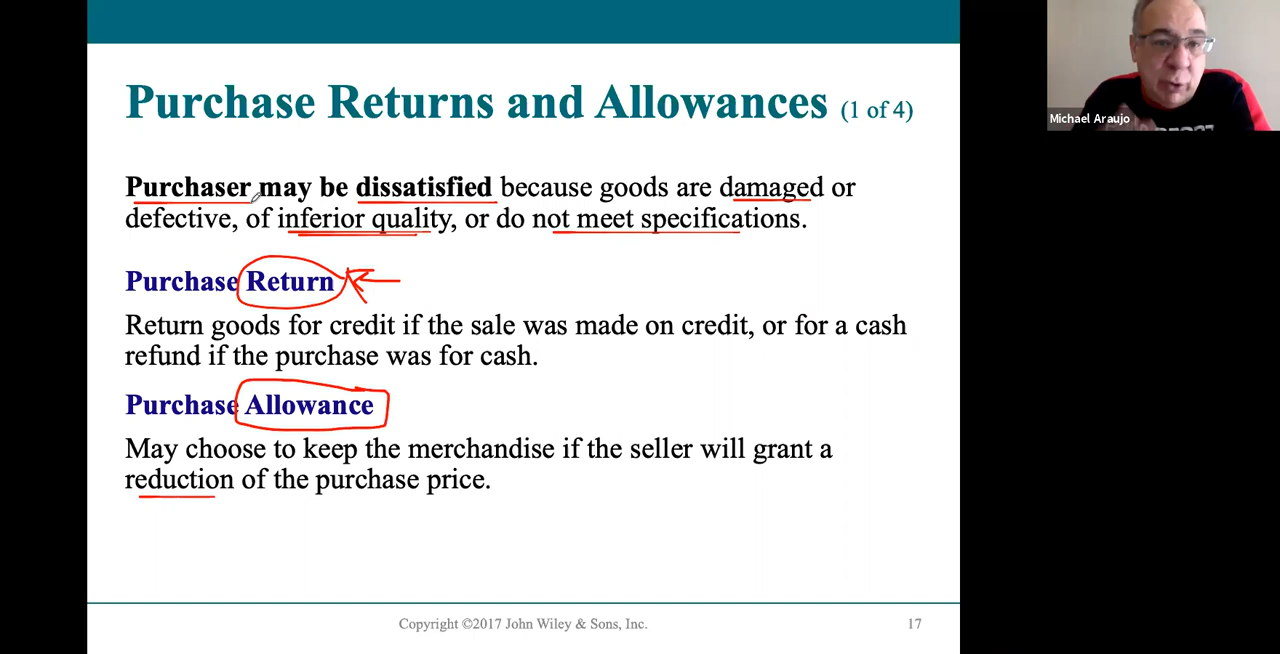 Purchase Returns and Allowances (1 of 4)
Michael Araujo
Purchaser may be dissatisfied because goods are damaged or
defective, of inferior quality, or do not meet specifications.
Purchase Return
Return goods for credit if the sale was made on credit, or for a cash
refund if the purchase was for cash.
Purchase Allowance
May choose to keep the merchandise if the seller will grant a
reduction of the purchase price.
Copyright ©2017 John Wiley & Sons, Inc.
17